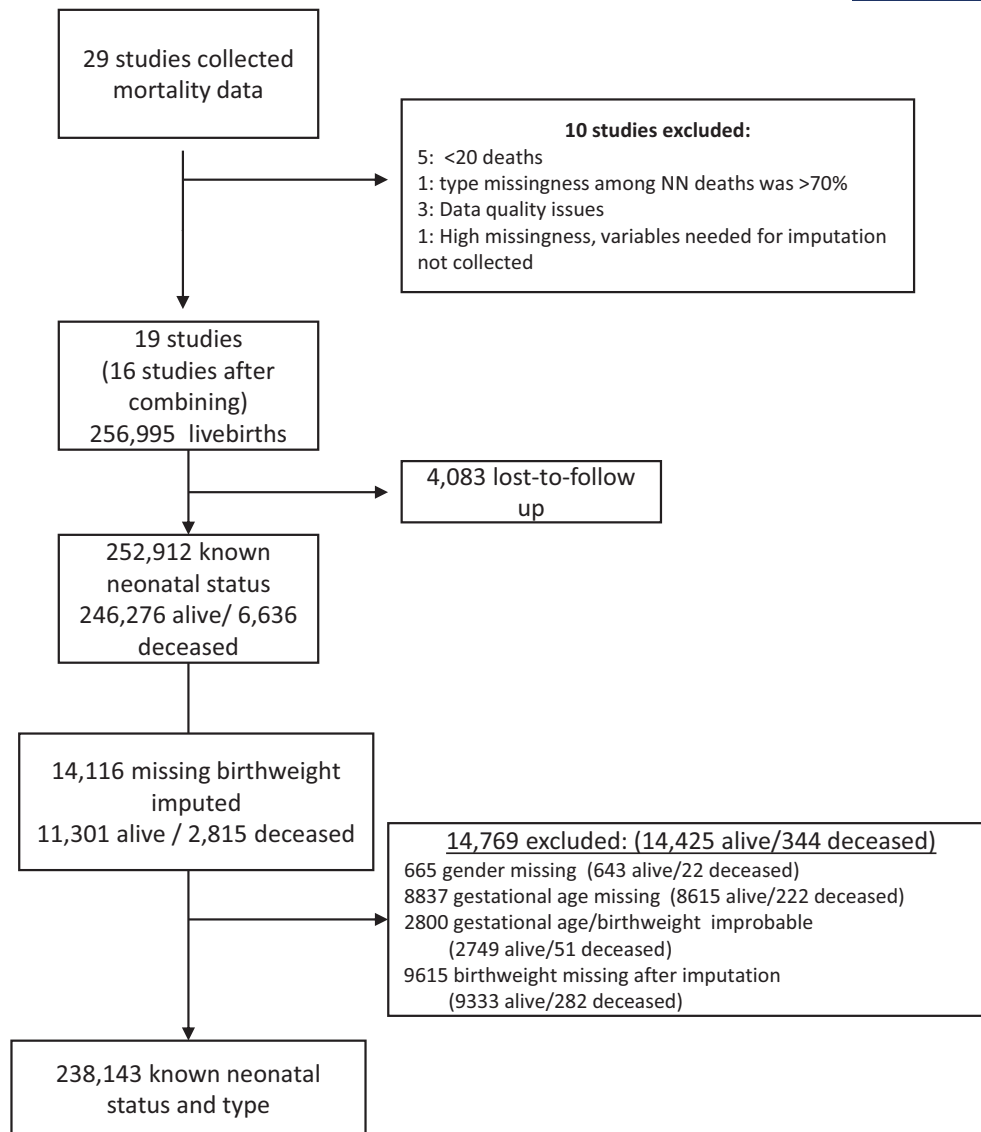 29 studies collected
mortality data
10 studies excluded:
5: <20 deaths
1: type missingness among NN deaths was >70%
3: Data quality issues
1: High missingness, variables needed for imputation
not collected
19 studies
(16 studies after
combining)
256,995 livebirths
4,083 lost-to-follow
up
252,912 known
neonatal status
246,276 alive/ 6,636
deceased
14,116 missing birthweight
imputed
11,301 alive / 2,815 deceased
14,769 excluded: (14,425 alive/344 deceased)
665 gender missing (643 alive/22 deceased)
8837 gestational age missing (8615 alive/222 deceased)
2800 gestational age/birthweight improbable
(2749 alive/51 deceased)
9615 birthweight missing after imputation
(9333 alive/282 deceased)
238,143 known neonatal
status and type